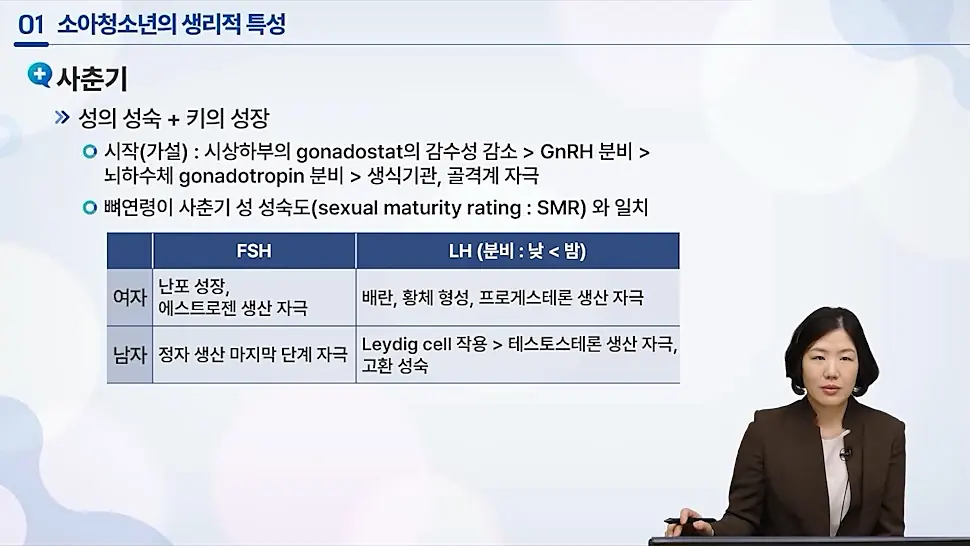 01 소아청소년의 생리적 특성
사춘기
성의 성숙 + 키의 성장
시작(가설) : 시상하부의 gonadostat의 감수성 감소 > GnRH 분비 >
뇌하수체 gonadotropin 분비 > 생식기관, 골격계 자극
뼈연령이 사춘기 성 성숙도(sexual maturity rating : SMR) 와 일치
FSH
LH (분비 : 낮 < 밤)
여자
난포 성장,
에스트로젠 생산 자극
배란, 황체 형성, 프로게스테론 생산 자극
남자
정자 생산 마지막 단계 자극
Leydig cell 작용 > 테스토스테론 생산 자극,
고환 성숙